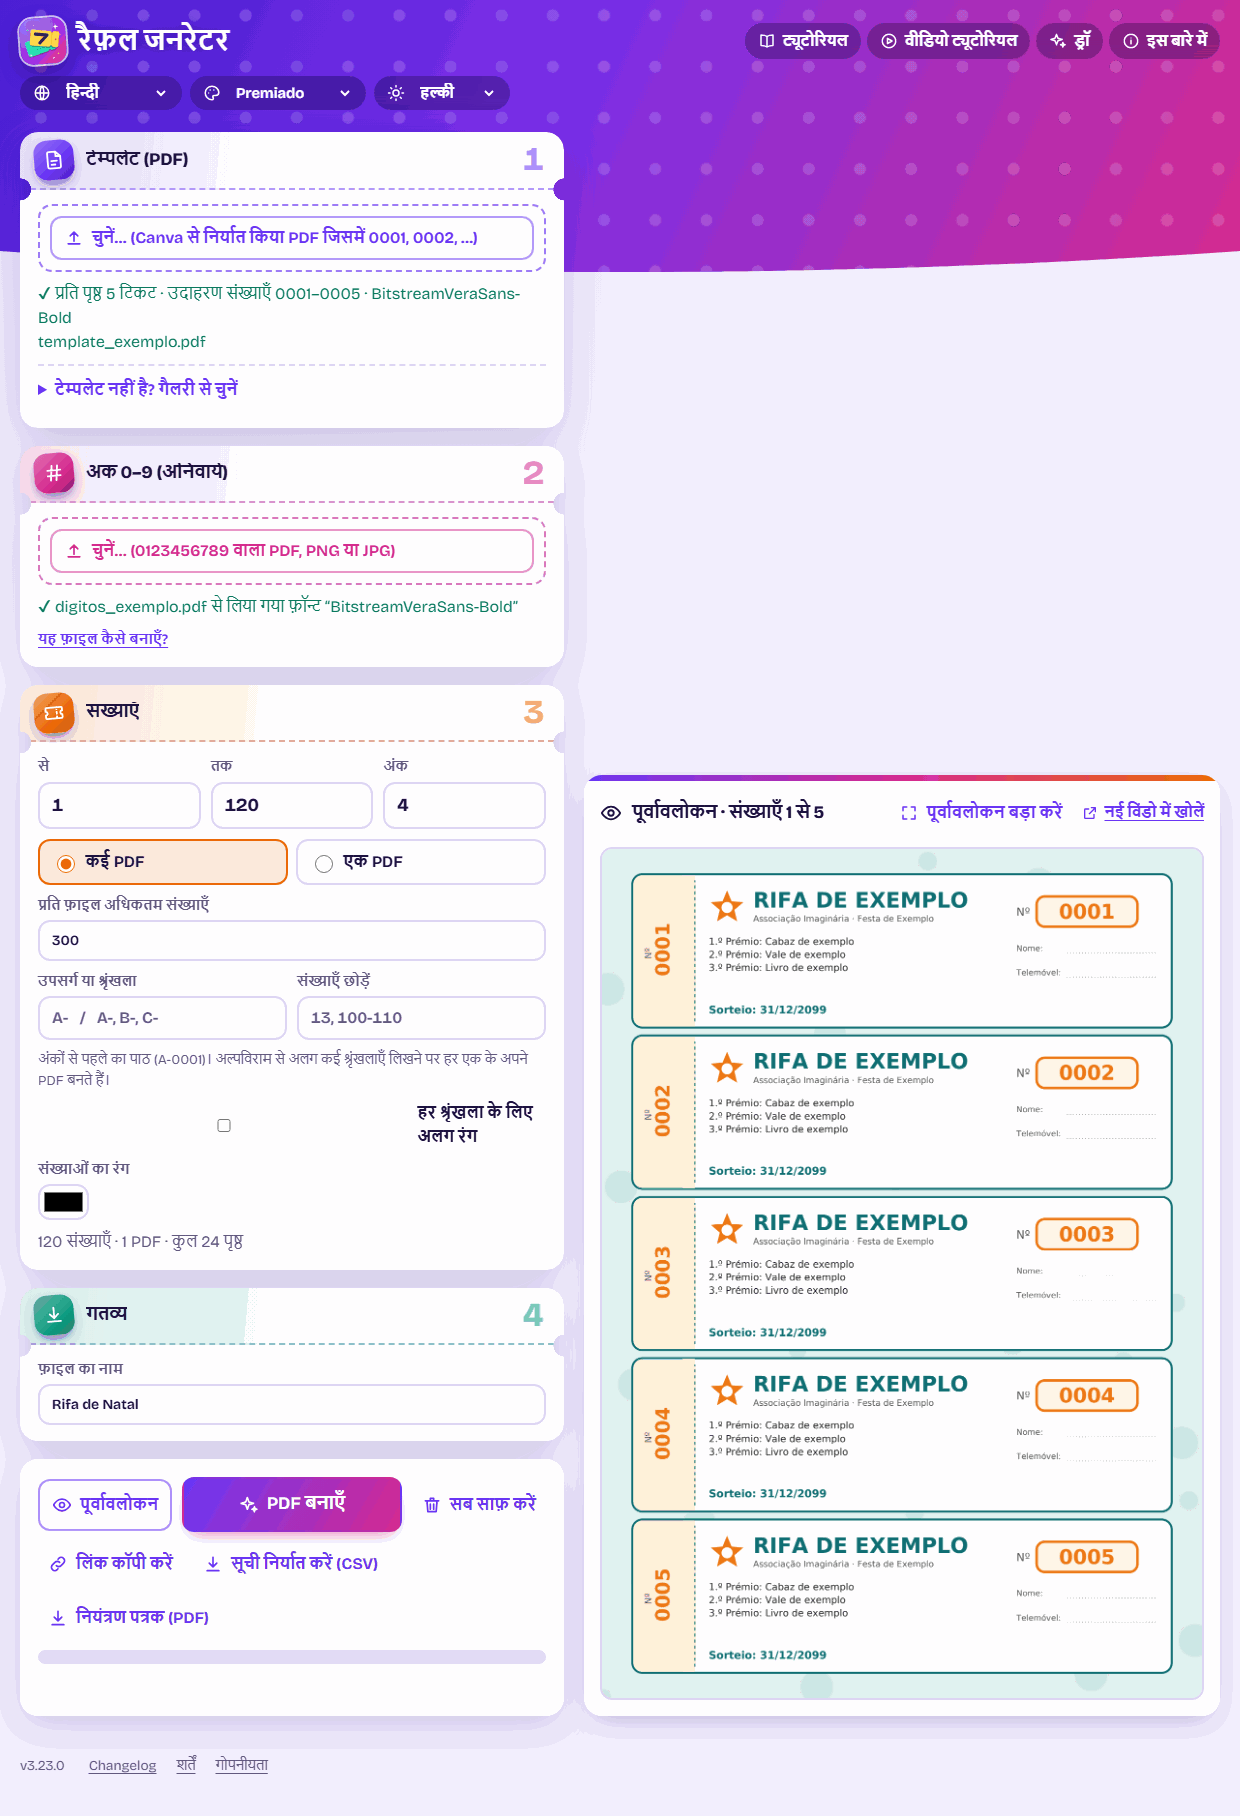 रैफ़ल जनरेटर
ट्यूटोरियल
वीडियो ट्यूटोरियल
ड्रॉ
इस बारे में
हिन्दी
Premiado
हल्की
टेम्पलेट (PDF)
1
चुनें… (Canva से निर्यात किया PDF जिसमें 0001, 0002, …)
✓ प्रति पृष्ठ 5 टिकट · उदाहरण संख्याएँ 0001–0005 · BitstreamVeraSans-
Bold
template_exemplo.pdf
टेम्पलेट नहीं है? गैलरी से चुनें
अंक 0–9 (अनिवार्य)
2
चुनें… (0123456789 वाला PDF, PNG या JPG)
✓ digitos_exemplo.pdf से लिया गया फ़ॉन्ट “BitstreamVeraSans-Bold”
यह फ़ाइल कैसे बनाएँ?
संख्याएँ
3
से
तक
अंक
1
120
4
कई PDF
एक PDF
प्रति फ़ाइल अधिकतम संख्याएँ
300
उपसर्ग या श्रृंखला
संख्याएँ छोड़ें
A- / A-, B-, C-
13, 100-110
अंकों से पहले का पाठ (A-0001)। अल्पविराम से अलग कई श्रृंखलाएँ लिखने पर हर एक के अपने
PDF बनते हैं।
हर श्रृंखला के लिए
अलग रंग
संख्याओं का रंग
120 संख्याएँ · 1 PDF · कुल 24 पृष्ठ
गंतव्य
4
फ़ाइल का नाम
Rifa de Natal
पूर्वावलोकन
PDF बनाएँ
सब साफ़ करें
लिंक कॉपी करें
सूची निर्यात करें (CSV)
नियंत्रण पत्रक (PDF)
पूर्वावलोकन · संख्याएँ 1 से 5
पूर्वावलोकन बड़ा करें
नई विंडो में खोलें
Nº 0001
RIFA DE EXEMPLO
Associação Imaginária · Festa de Exemplo
1.º Prémio: Cabaz de exemplo
2.º Prémio: Vale de exemplo
3.º Prémio: Livro de exemplo
Sorteio: 31/12/2099
Nº 0001
Nome:
Telemóvel:
Nº 0002
RIFA DE EXEMPLO
Associação Imaginária · Festa de Exemplo
1.º Prémio: Cabaz de exemplo
2.º Prémio: Vale de exemplo
3.º Prémio: Livro de exemplo
Sorteio: 31/12/2099
Nº 0002
Nome:
Telemóvel:
Nº 0003
RIFA DE EXEMPLO
Associação Imaginária · Festa de Exemplo
1.º Prémio: Cabaz de exemplo
2.º Prémio: Vale de exemplo
3.º Prémio: Livro de exemplo
Sorteio: 31/12/2099
Nº 0003
Nome:
Telemóvel:
Nº 0004
RIFA DE EXEMPLO
Associação Imaginária · Festa de Exemplo
1.º Prémio: Cabaz de exemplo
2.º Prémio: Vale de exemplo
3.º Prémio: Livro de exemplo
Sorteio: 31/12/2099
Nº 0004
Nome:
Telemóvel:
Nº 0005
RIFA DE EXEMPLO
Associação Imaginária · Festa de Exemplo
1.º Prémio: Cabaz de exemplo
2.º Prémio: Vale de exemplo
3.º Prémio: Livro de exemplo
Sorteio: 31/12/2099
Nº 0005
Nome:
Telemóvel:
v3.23.0
Changelog
शर्तें
गोपनीयता